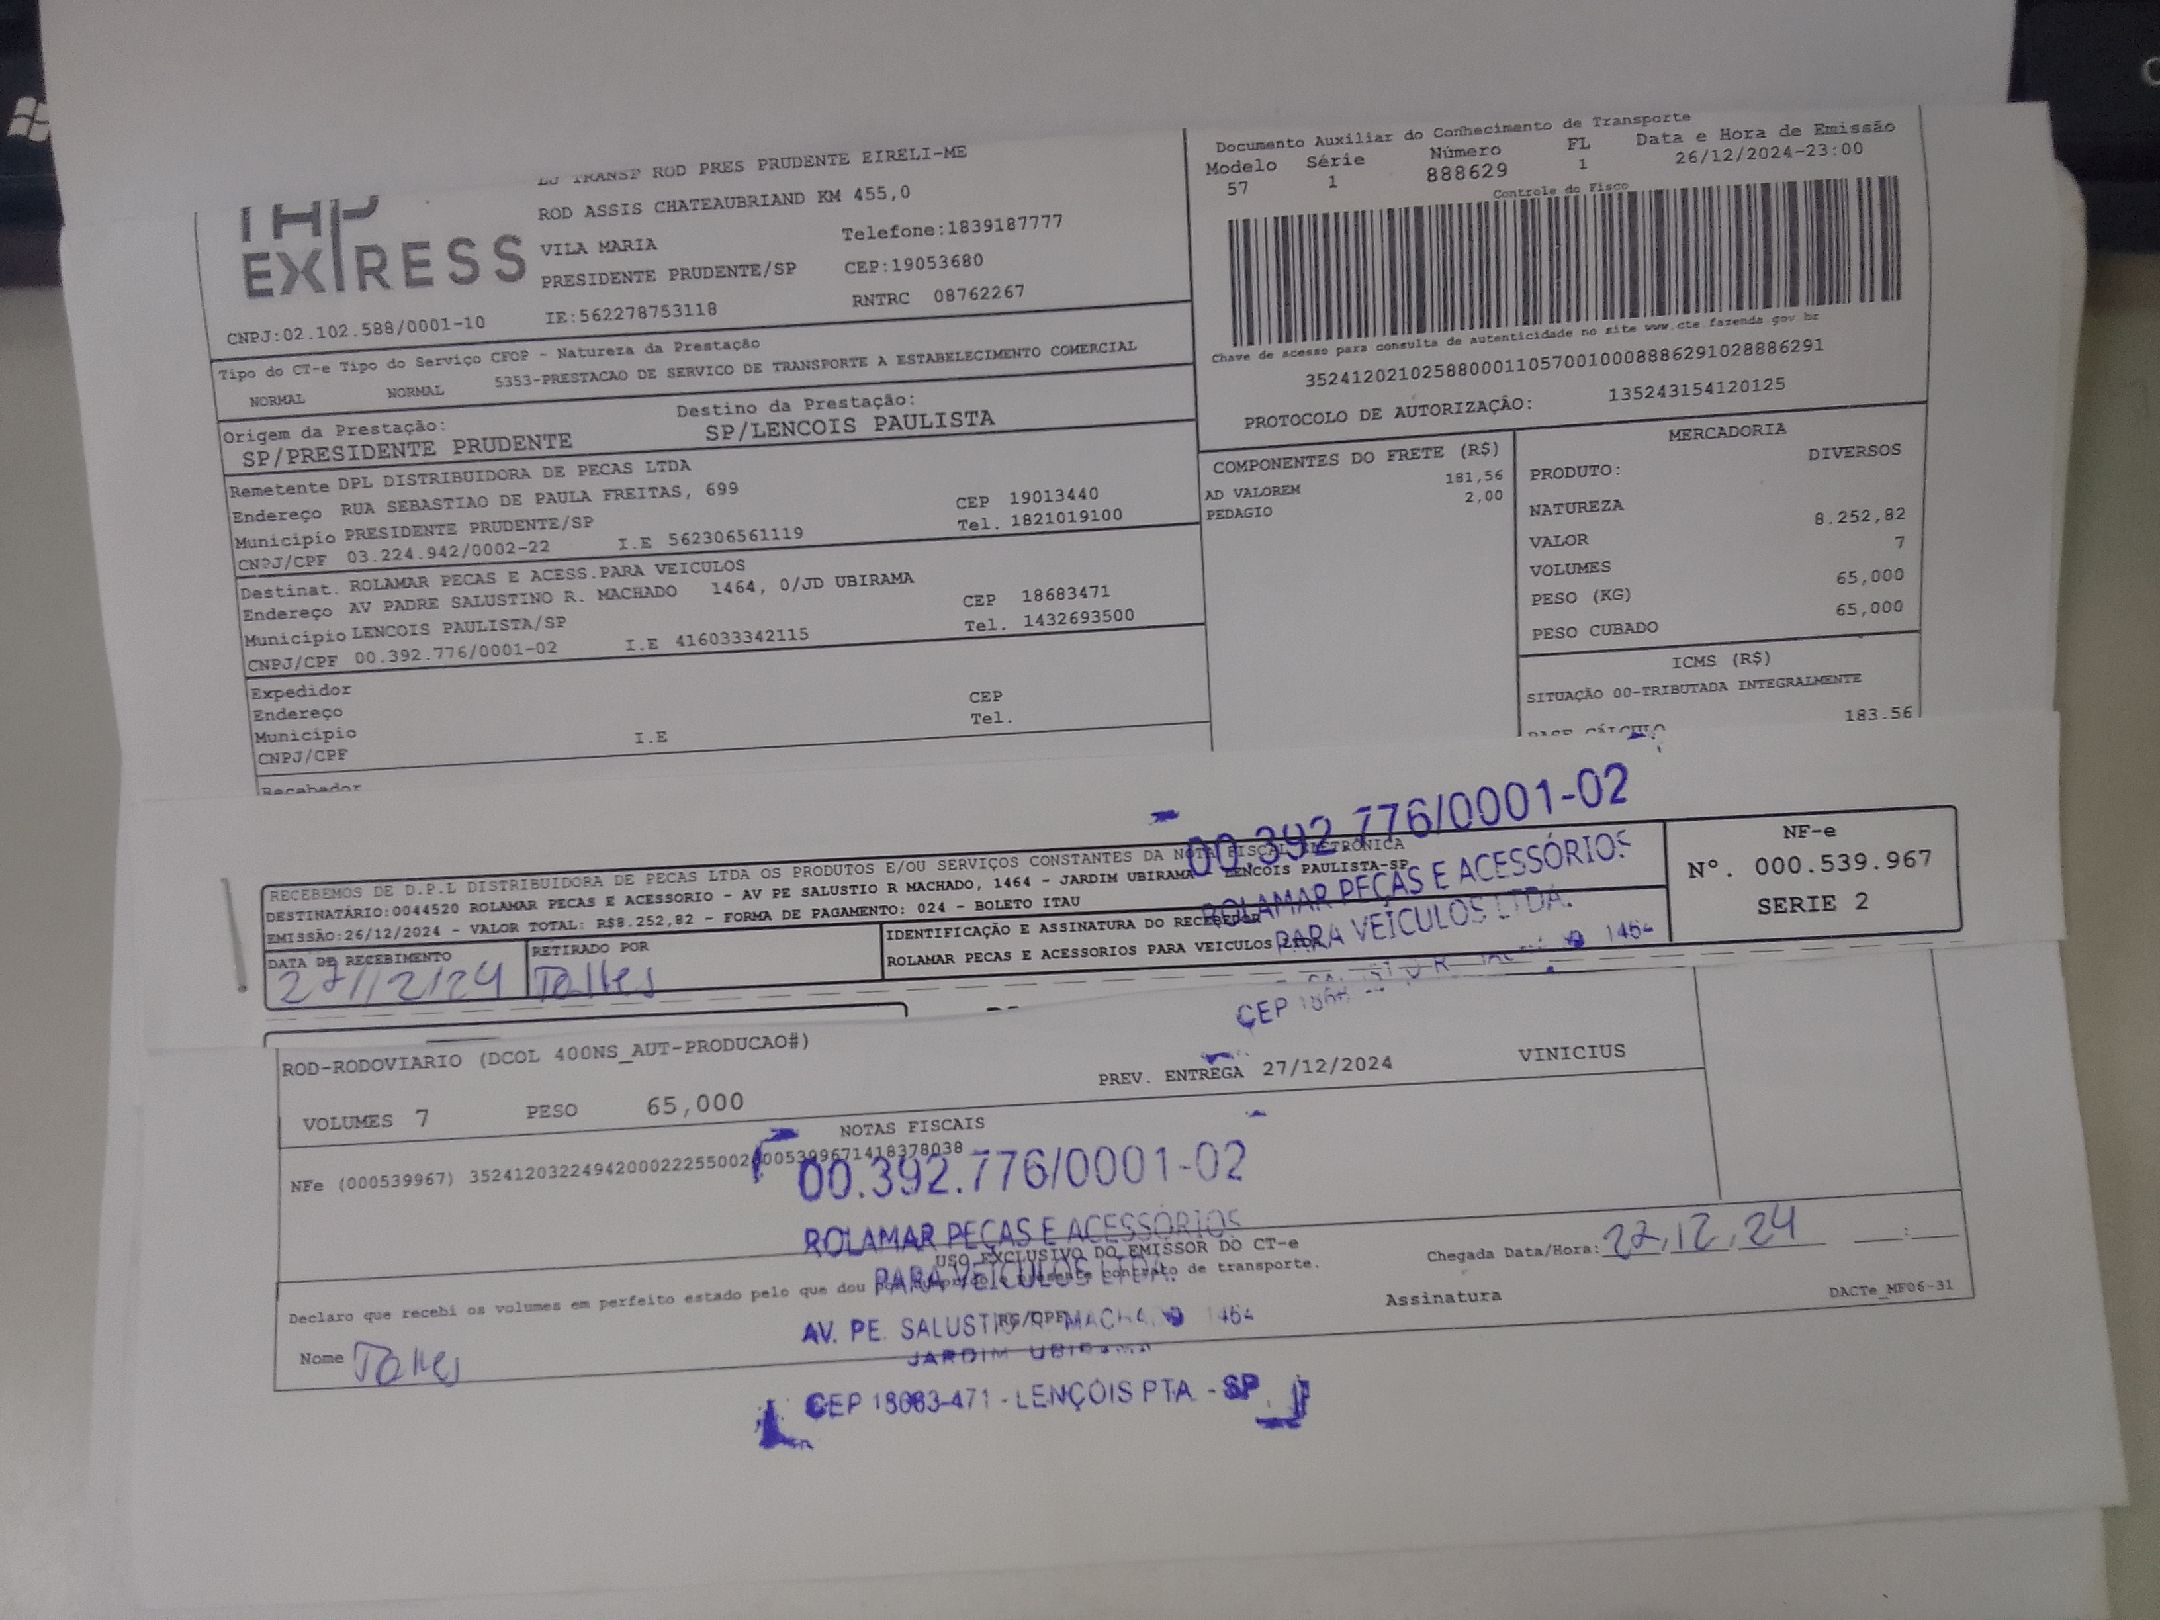 EXPRESS
TRANSP ROD PRES PRUDENTE EIRELI-ME
ROD ASSIS CHATEAUBRIAND KM 455,0
VILA MARIA Telefone:1839187777
PRESIDENTE PRUDENTE/SP CEP:19053680
CNPJ:02.102.588/0001-10 IE:562278753118 RNTRC 08762267
Tipo do CT-e Tipo do Serviço CFOP - Natureza da Prestação
NORMAL NORMAL 5353-PRESTACAO DE SERVICO DE TRANSPORTE A ESTABELECIMENTO COMERCIAL
Origem da Prestação: Destino da Prestação:
SP/PRESIDENTE PRUDENTE SP/LENCOIS PAULISTA
Remetente DPL DISTRIBUIDORA DE PECAS LTDA
Endereço RUA SEBASTIAO DE PAULA FREITAS, 699 CEP 19013440
Município PRESIDENTE PRUDENTE/SP Tel. 1821019100
CNPJ/CPF 03.224.942/0002-22 I.E 562306561119
Destinat. ROLAMAR PECAS E ACESS.PARA VEICULOS
Endereço AV PADRE SALUSTINO R. MACHADO 1464, 0/JD UBIRAMA CEP 18683471
Município LENCOIS PAULISTA/SP Tel. 1432693500
CNPJ/CPF 00.392.776/0001-02 I.E 416033342115
Expedidor
Endereço CEP
Município Tel.
CNPJ/CPF I.E
Recebedor
Documento Auxiliar do Conhecimento de Transporte
Modelo Série Número FL Data e Hora de Emissão
57 1 888629 1 26/12/2024-23:00
Controle do Fisco
Chave de acesso para consulta de autenticidade no site www.cte.fazenda.gov.br
35241202102588000110570010008886291028886291
PROTOCOLO DE AUTORIZAÇÃO: 135243154120125
COMPONENTES DO FRETE (R$)
AD VALOREM 181,56
PEDAGIO 2,00
MERCADORIA
PRODUTO: DIVERSOS
NATUREZA
VALOR 8.252,82
VOLUMES 7
PESO (KG) 65,000
PESO CUBADO 65,000
ICMS (R$)
SITUAÇÃO 00-TRIBUTADA INTEGRALMENTE
BASE CÁLCULO 183.56
RECEBEMOS DE D.P.L DISTRIBUIDORA DE PECAS LTDA OS PRODUTOS E/OU SERVIÇOS CONSTANTES DA NOTA FISCAL ELETRÔNICA
DESTINATÁRIO:0044520 ROLAMAR PECAS E ACESSORIO - AV PE SALUSTIO R MACHADO, 1464 - JARDIM UBIRAMA LENCOIS PAULISTA-SP
EMISSÃO:26/12/2024 - VALOR TOTAL: R$8.252,82 - FORMA DE PAGAMENTO: 024 - BOLETO ITAU
DATA DE RECEBIMENTO RETIRADO POR IDENTIFICAÇÃO E ASSINATURA DO RECEBEDOR
27/12/24 Talles ROLAMAR PECAS E ACESSORIOS PARA VEICULOS LTDA
NF-e
Nº. 000.539.967
SERIE 2
00.392.776/0001-02
ROLAMAR PEÇAS E ACESSÓRIOS
PARA VEÍCULOS LTDA.
1464
CEP
ROD-RODOVIARIO (DCOL 400NS_AUT-PRODUCAO#)
PREV. ENTREGA 27/12/2024 VINICIUS
VOLUMES 7 PESO 65,000
NOTAS FISCAIS
NFe (000539967) 35241203224942000222550020005399671418378038
00.392.776/0001-02
ROLAMAR PEÇAS E ACESSÓRIOS
PARA VEÍCULOS LTDA.
AV. PE. SALUSTIO R. MACHADO 1464
JARDIM UBIRAMA
CEP 18683-471 - LENÇÓIS PTA. - SP
USO EXCLUSIVO DO EMISSOR DO CT-e
Declaro que recebi os volumes em perfeito estado pelo que dou por cumprido o presente contrato de transporte.
Chegada Data/Hora: 27,12,24 :
Nome Talles RG/CPF Assinatura
DACTe_MF06-31